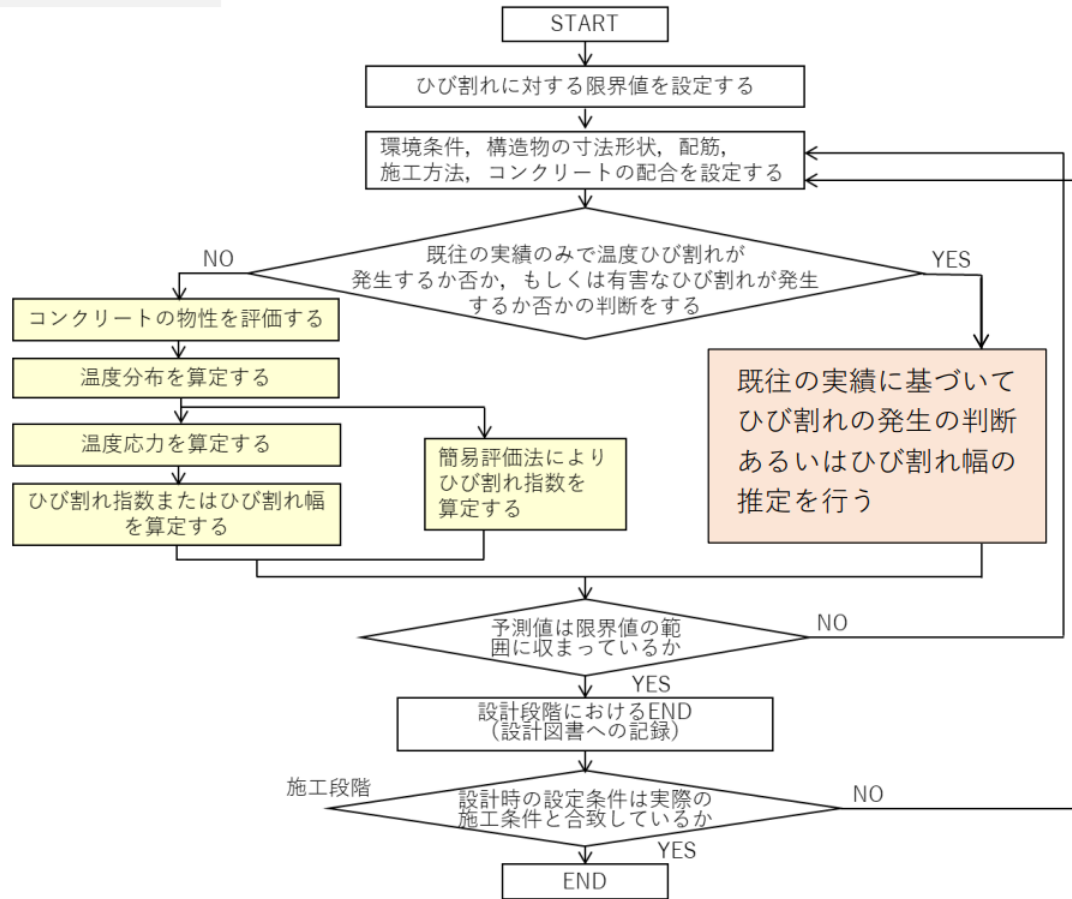 START
ひび割れに対する限界値を設定する
環境条件，構造物の寸法形状，配筋，
施工方法，コンクリートの配合を設定する
NO
既往の実績のみで温度ひび割れが
発生するか否か，もしくは有害なひび割れが発生
するか否かの判断をする
YES
コンクリートの物性を評価する
温度分布を算定する
温度応力を算定する
ひび割れ指数またはひび割れ幅
を算定する
簡易評価法により
ひび割れ指数を
算定する
既往の実績に基づいて
ひび割れの発生の判断
あるいはひび割れ幅の
推定を行う
予測値は限界値の範
囲に収まっているか
NO
YES
設計段階におけるEND
（設計図書への記録）
施工段階
設計時の設定条件は実際の
施工条件と合致しているか
NO
YES
END